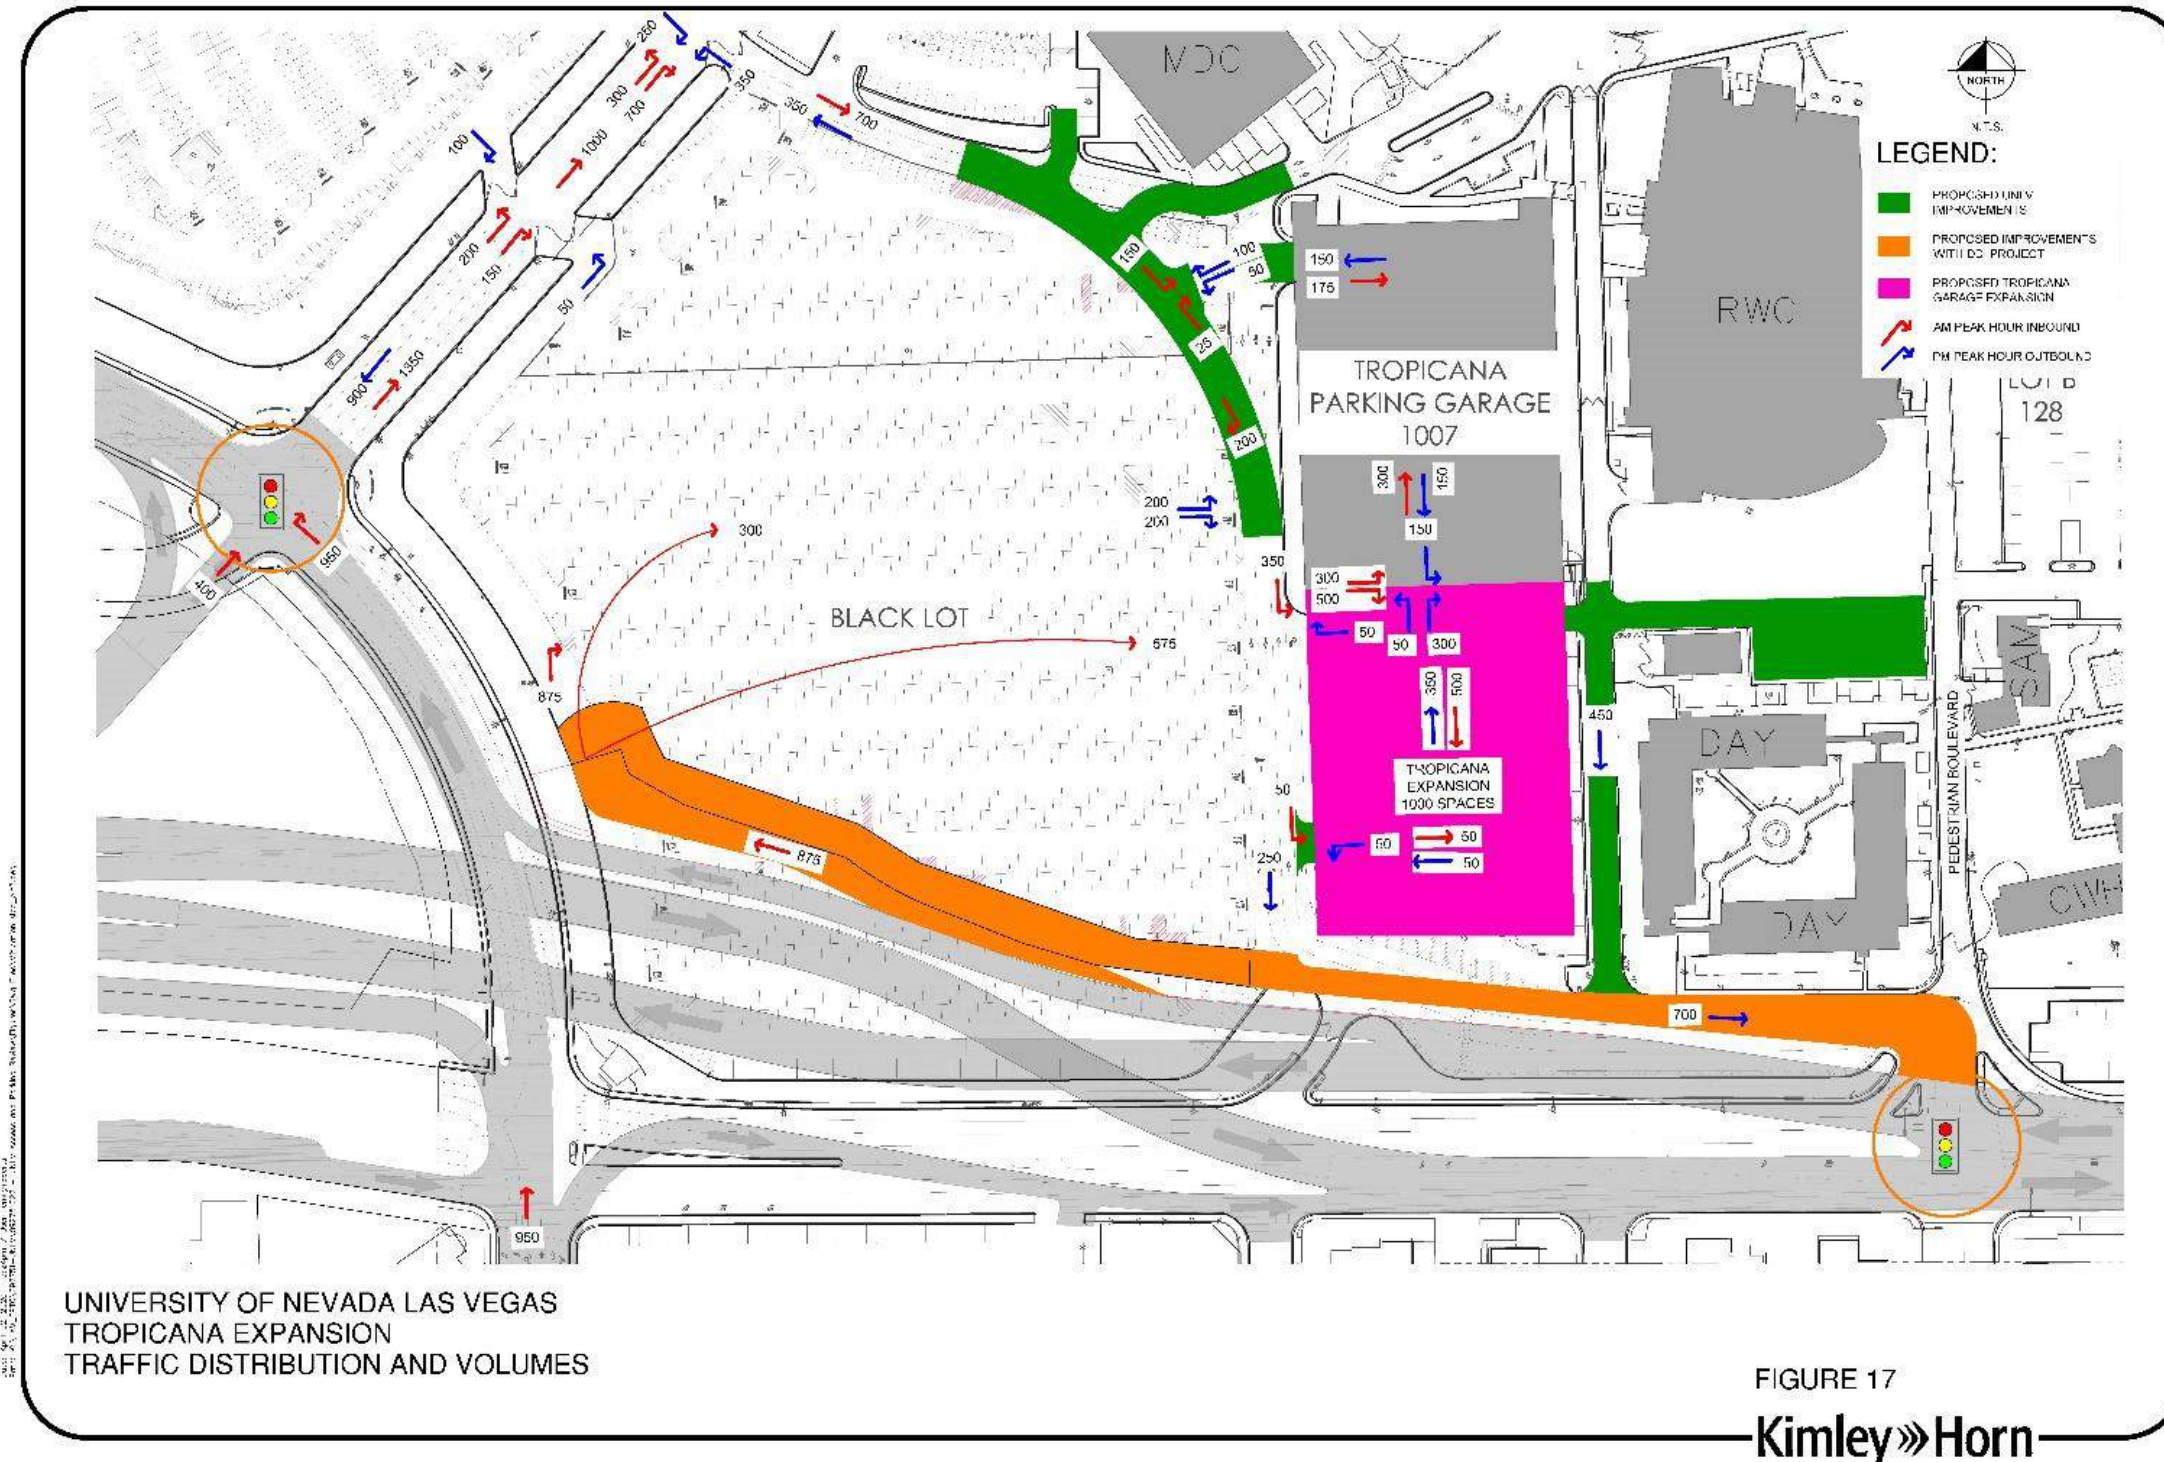 250
300
700
350
350
700
100
1000
MDC
NORTH
N.T.S.
LEGEND:
PROPOSED UNLV
IMPROVEMENTS
PROPOSED IMPROVEMENTS
WITH DDI PROJECT
PROPOSED TROPICANA
GARAGE EXPANSION
AM PEAK HOUR INBOUND
PM PEAK HOUR OUTBOUND
200
150
50
150
100
50
150
175
RWC
25
900
1350
TROPICANA
PARKING GARAGE
1007
LOT B
128
200
300
150
150
200
200
300
350
400
950
300
500
BLACK LOT
50
50
300
575
875
350
500
450
SAM
DAY
PEDESTRIAN BOULEVARD
TROPICANA
EXPANSION
1000 SPACES
50
50
50
50
875
250
DAY
CWH
700
950
UNIVERSITY OF NEVADA LAS VEGAS
TROPICANA EXPANSION
TRAFFIC DISTRIBUTION AND VOLUMES
FIGURE 17
Kimley»Horn